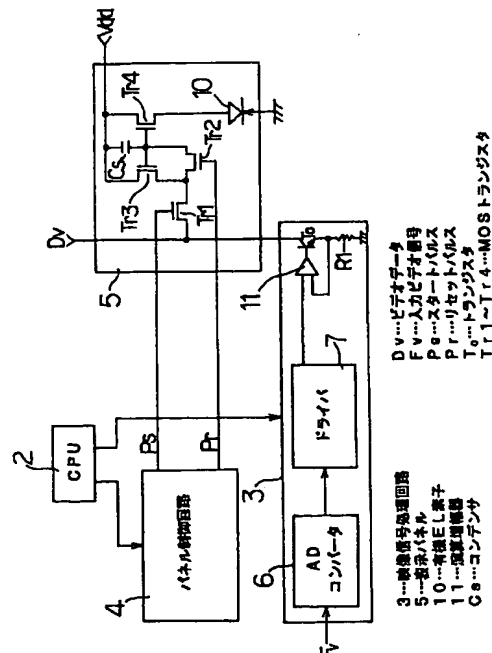 2
CPU
4
パネル制御回路
Ps
Pr
Dv
Vdd
5
Cs
Tr3
Tr4
Tr1
Tr2
10
3
6
AD
コンバータ
7
ドライバ
11
To
R1
Fv
3…映像信号処理回路
5…表示パネル
10…有機EL素子
11…演算増幅器
Cs…コンデンサ
Dv…ビデオデータ
Fv…入力ビデオ信号
Ps…スタートパルス
Pr…リセットパルス
To…トランジスタ
Tr1~Tr4…MOSトランジスタ